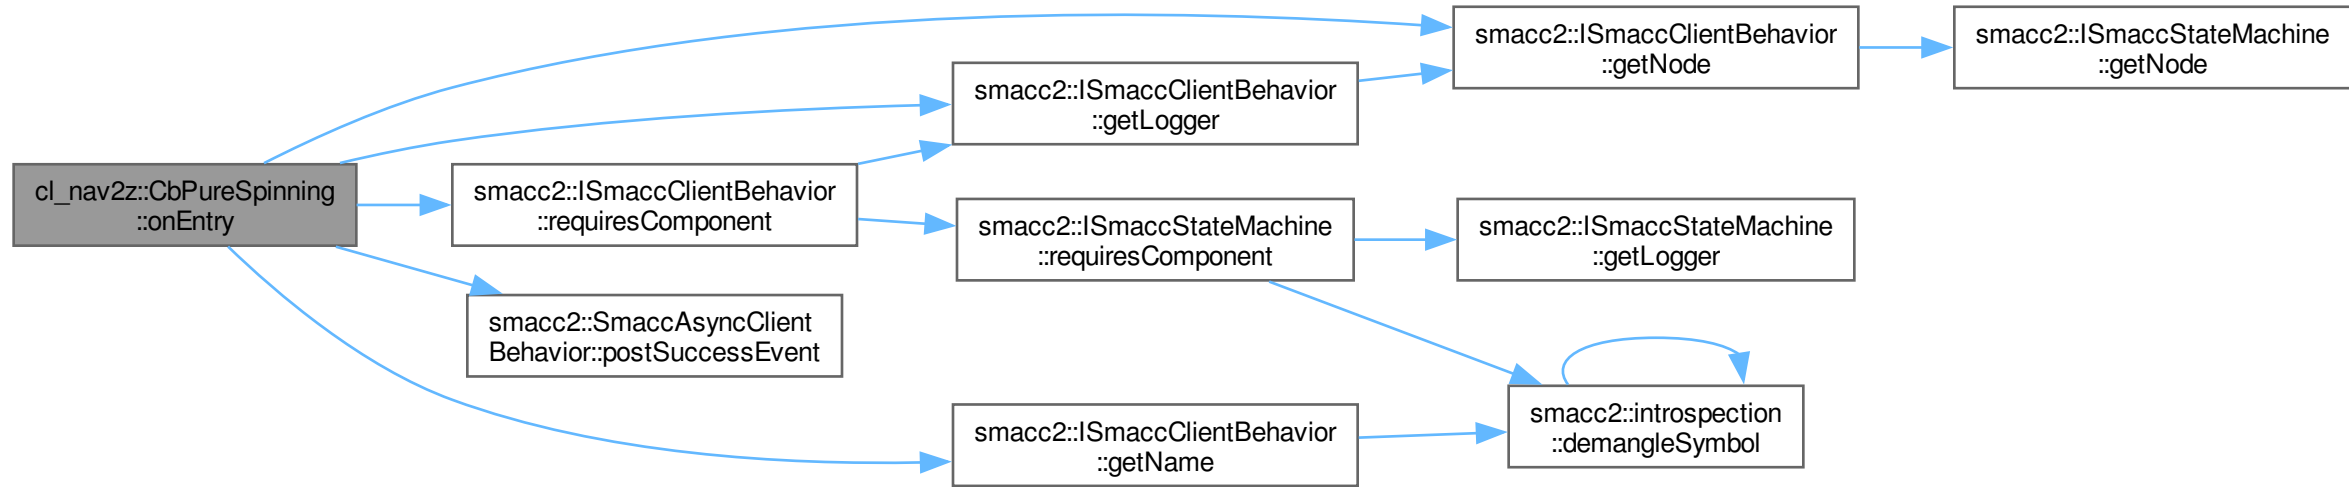 cl_nav2z::CbPureSpinning
::onEntry
smacc2::ISmaccClientBehavior
::getNode
smacc2::ISmaccStateMachine
::getNode
smacc2::ISmaccClientBehavior
::getLogger
smacc2::ISmaccClientBehavior
::requiresComponent
smacc2::ISmaccStateMachine
::requiresComponent
smacc2::ISmaccStateMachine
::getLogger
smacc2::SmaccAsyncClient
Behavior::postSuccessEvent
smacc2::ISmaccClientBehavior
::getName
smacc2::introspection
::demangleSymbol